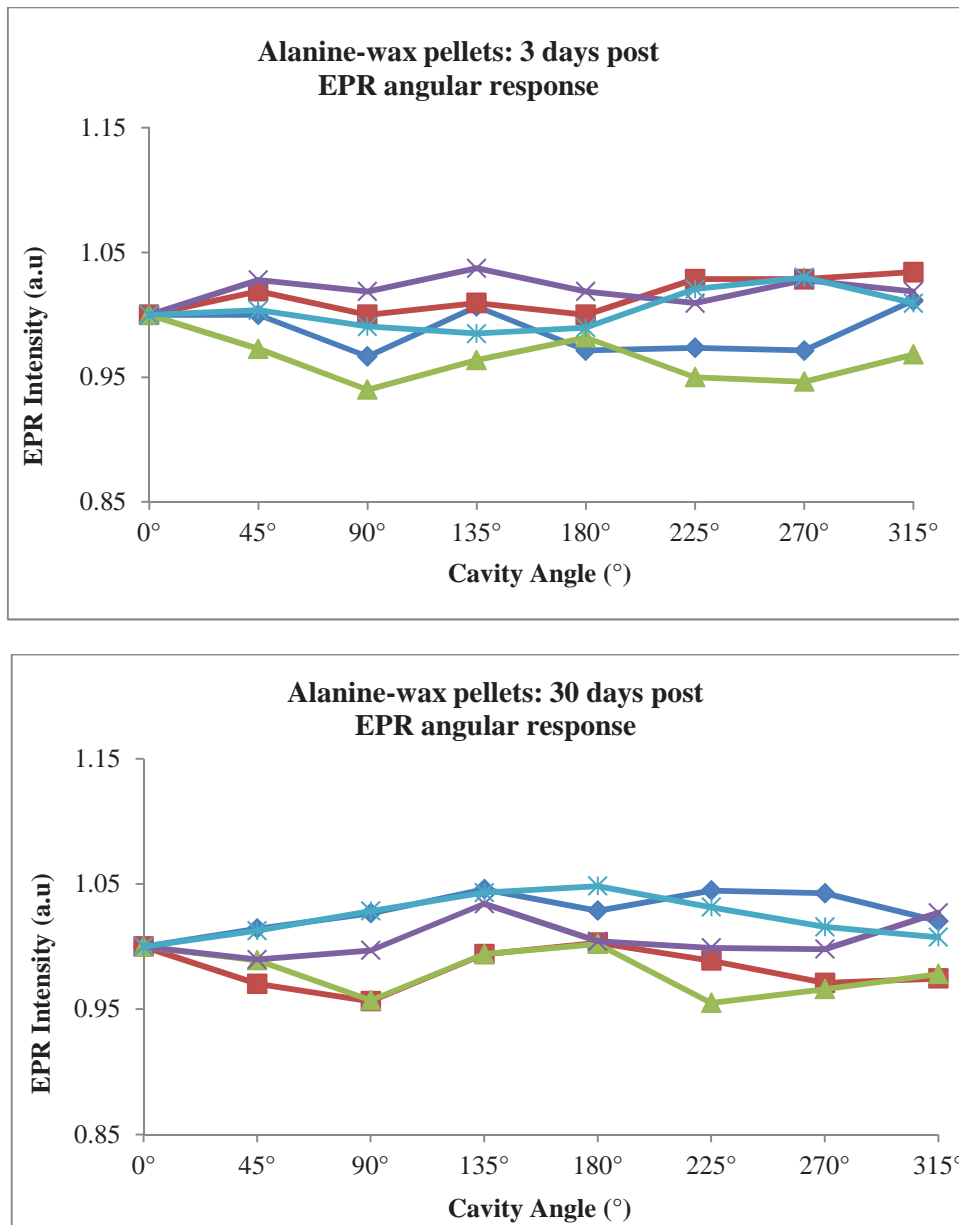 Alanine-wax pellets: 3 days post
EPR angular response
1.15
1.05
0.95
0.85
EPR Intensity (a.u)
0° 45° 90° 135° 180° 225° 270° 315°
Cavity Angle (°)
Alanine-wax pellets: 30 days post
EPR angular response
1.15
1.05
0.95
0.85
EPR Intensity (a.u)
0° 45° 90° 135° 180° 225° 270° 315°
Cavity Angle (°)